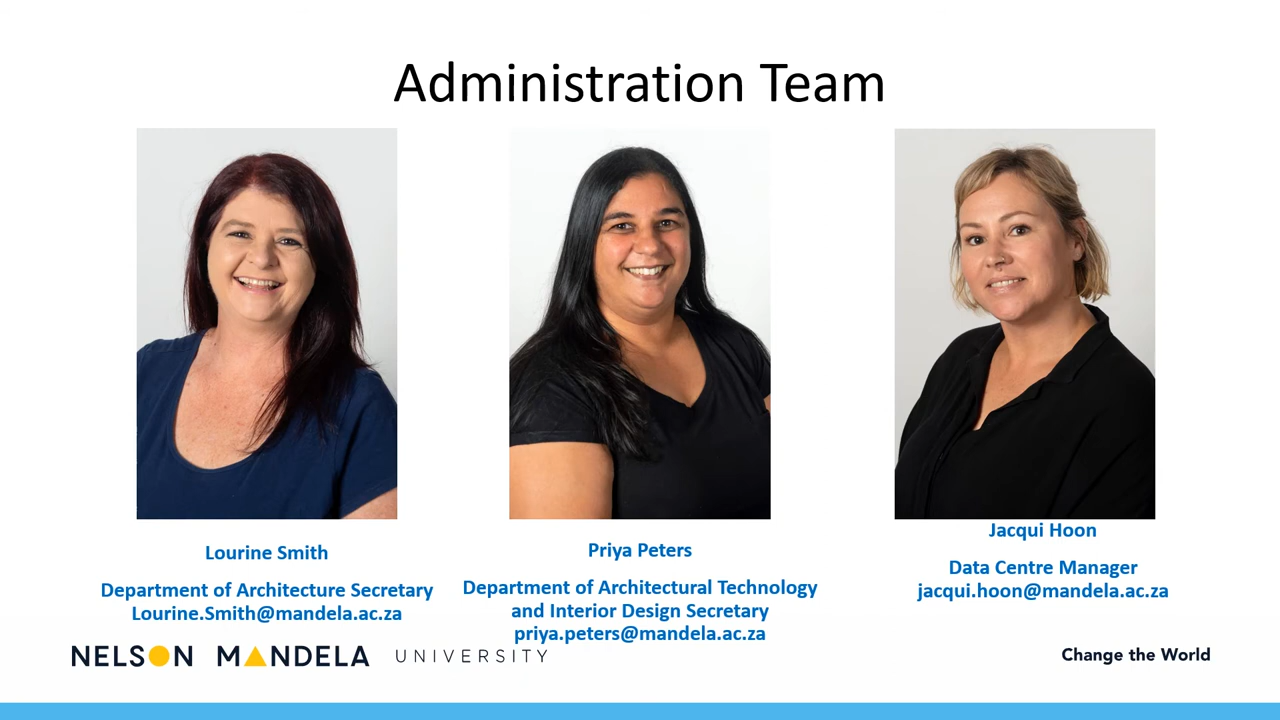 Administration Team
Lourine Smith
Department of Architecture Secretary
Lourine.Smith@mandela.ac.za
Priya Peters
Department of Architectural Technology
and Interior Design Secretary
priya.peters@mandela.ac.za
Jacqui Hoon
Data Centre Manager
jacqui.hoon@mandela.ac.za
NELSON MANDELA UNIVERSITY
Change the World